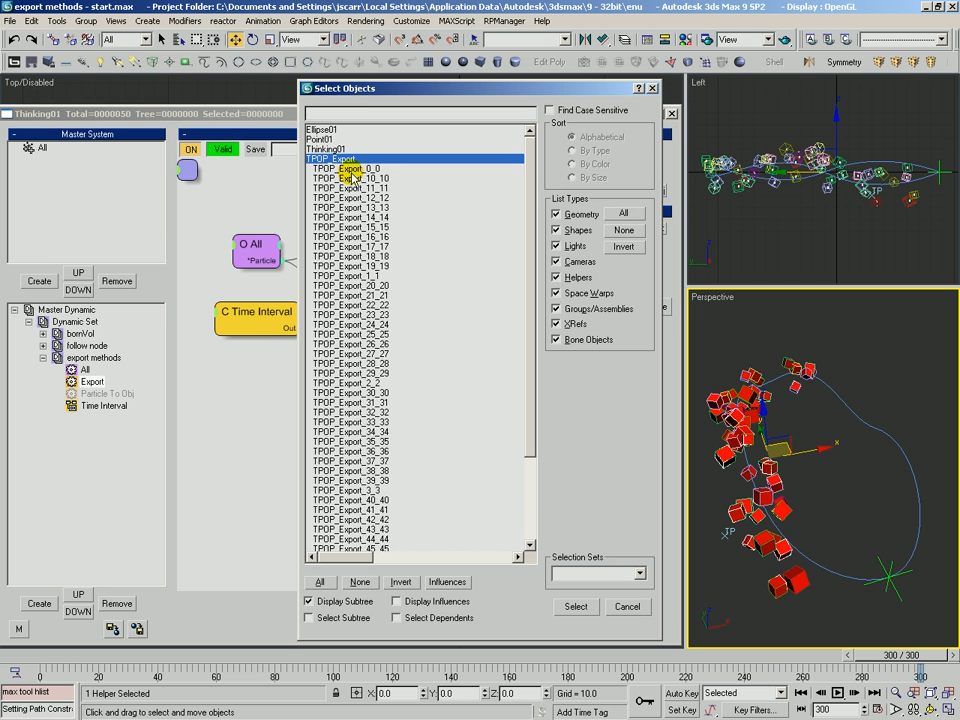 export methods - start.max - Project Folder: C:\Documents and Settings\jscarr\Local Settings\Application Data\Autodesk\3dsmax\9 - 32bit\enu - Autodesk 3ds Max 9 SP2 - Display : OpenGL
File Edit Tools Group Views Create Modifiers reactor Animation Graph Editors Rendering Customize MAXScript RPManager Help
All
View
View
Edit Poly
Shell
Symmetry
Top/Disabled
Thinking01 Total=0000050 Tree=0000000 Selected=0000000
Master System
All
ON
Valid
Save
Create
UP
DOWN
Remove
O All
*Particle
C Time Interval
Out
Master Dynamic
Dynamic Set
bornVol
follow node
export methods
All
Export
Particle To Obj
Time Interval
Create
UP
DOWN
Remove
M
Select Objects
Ellipse01
Point01
Thinking01
TPOP_Export
TPOP_Export_0_0
TPOP_Export_10_10
TPOP_Export_11_11
TPOP_Export_12_12
TPOP_Export_13_13
TPOP_Export_14_14
TPOP_Export_15_15
TPOP_Export_16_16
TPOP_Export_17_17
TPOP_Export_18_18
TPOP_Export_19_19
TPOP_Export_1_1
TPOP_Export_20_20
TPOP_Export_21_21
TPOP_Export_22_22
TPOP_Export_23_23
TPOP_Export_24_24
TPOP_Export_25_25
TPOP_Export_26_26
TPOP_Export_27_27
TPOP_Export_28_28
TPOP_Export_29_29
TPOP_Export_2_2
TPOP_Export_30_30
TPOP_Export_31_31
TPOP_Export_32_32
TPOP_Export_33_33
TPOP_Export_34_34
TPOP_Export_35_35
TPOP_Export_36_36
TPOP_Export_37_37
TPOP_Export_38_38
TPOP_Export_39_39
TPOP_Export_3_3
TPOP_Export_40_40
TPOP_Export_41_41
TPOP_Export_42_42
TPOP_Export_43_43
TPOP_Export_44_44
TPOP_Export_45_45
Find Case Sensitive
Sort
Alphabetical
By Type
By Color
By Size
List Types
Geometry
All
Shapes
None
Lights
Invert
Cameras
Helpers
Space Warps
Groups/Assemblies
XRefs
Bone Objects
Selection Sets
All
None
Invert
Influences
Display Subtree
Display Influences
Select Subtree
Select Dependents
Select
Cancel
Left
TP
Perspective
x
TP
300 / 300
0 20 40 60 80 100 120 140 160 180 200 220 240 260 280 300
max tool hlist
1 Helper Selected
X: 0.0
Y: 0.0
Z: 0.0
Grid = 10.0
Auto Key
Selected
Setting Path Constr
Click and drag to select and move objects
Add Time Tag
Set Key
Key Filters...
300